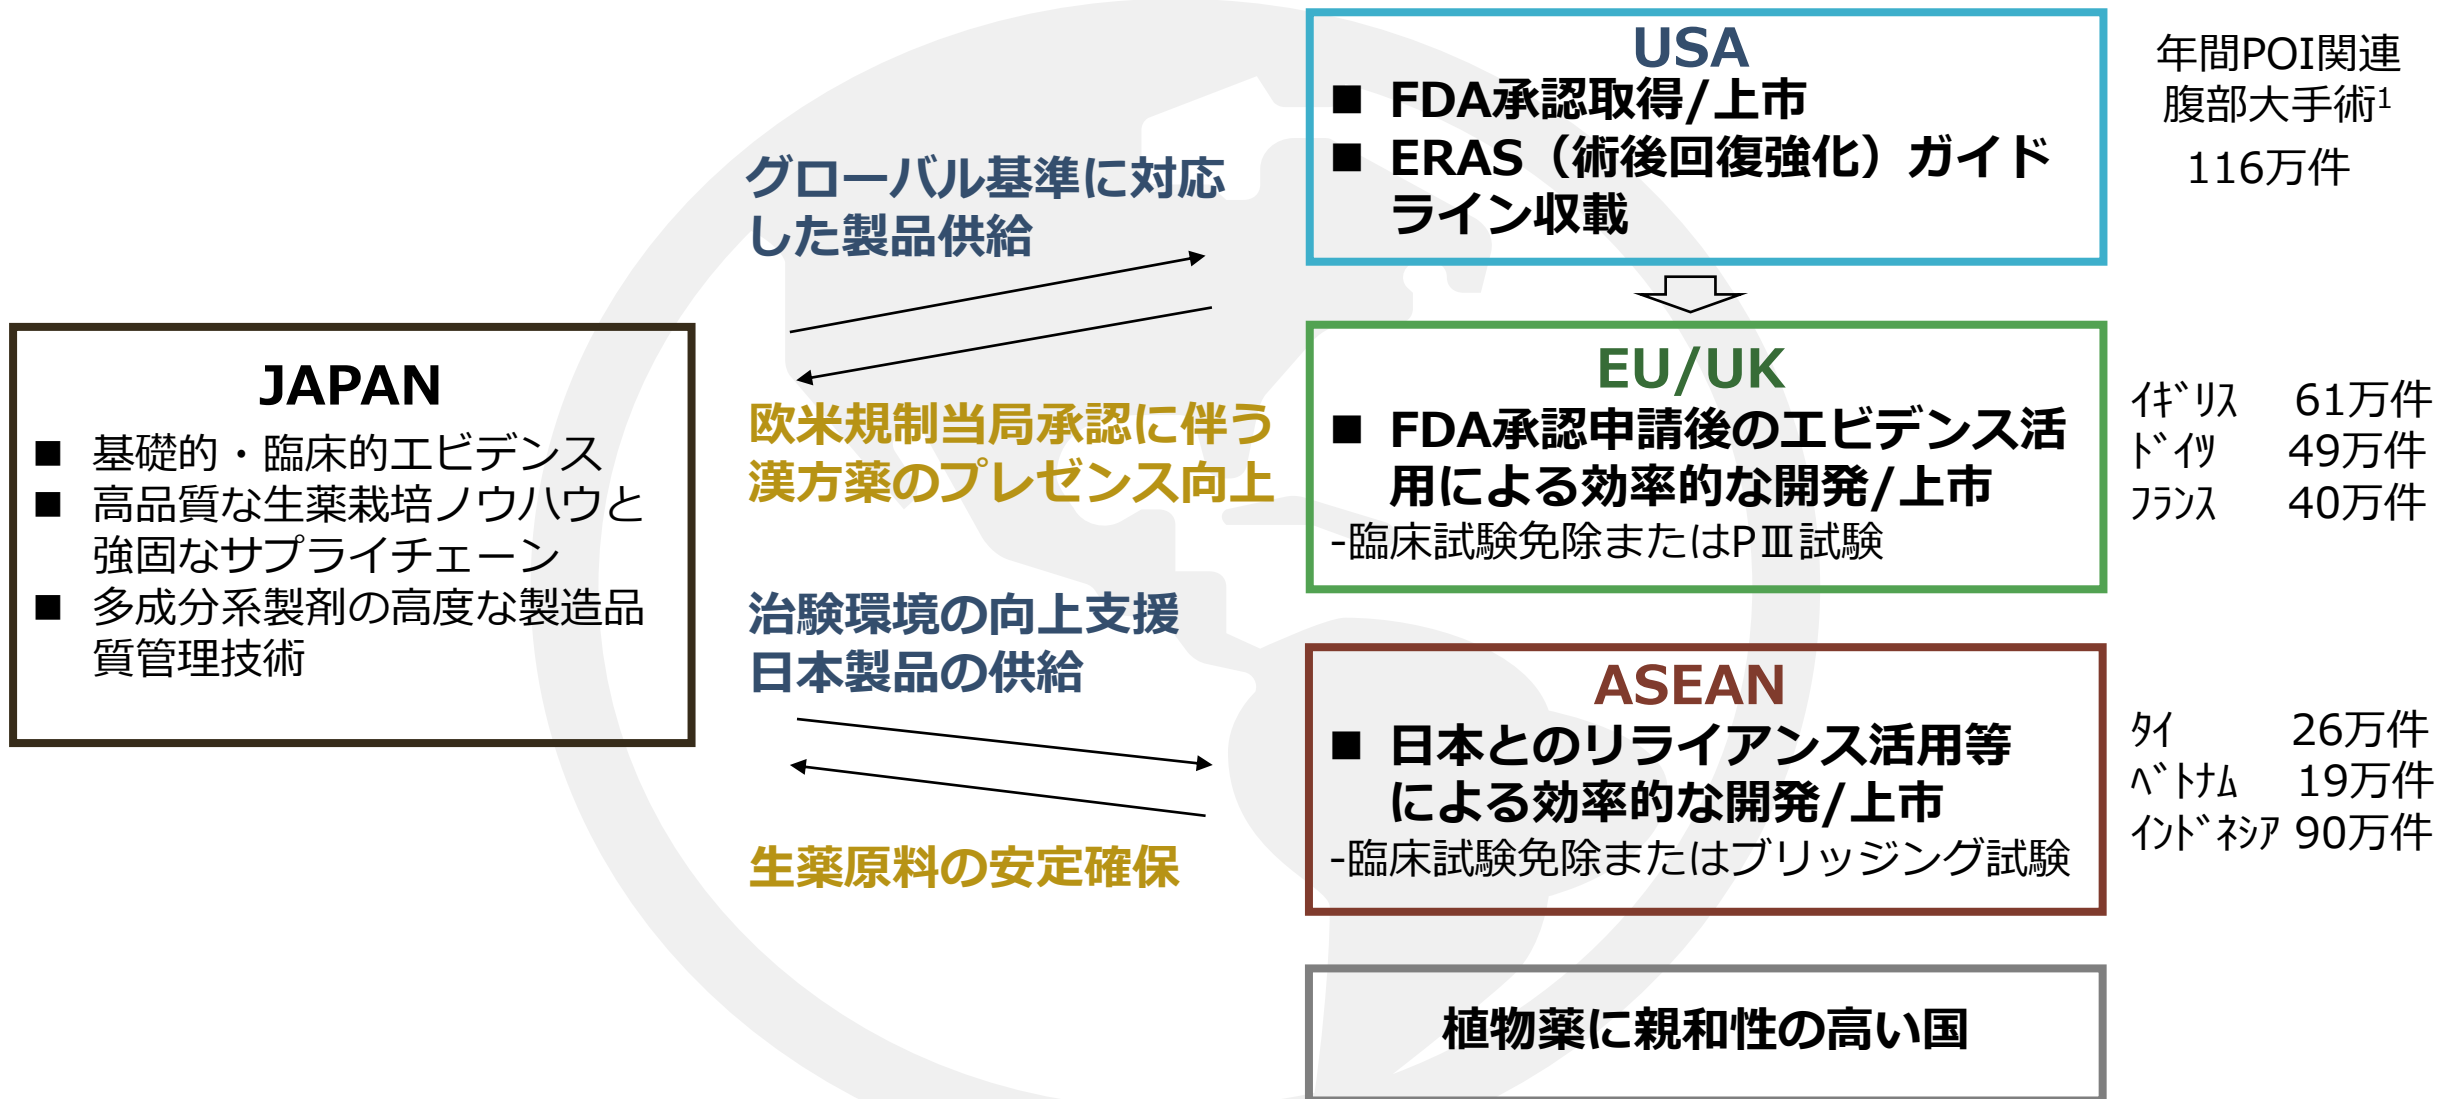 USA
■ FDA承認取得/上市
■ ERAS（術後回復強化）ガイド
ライン収載
年間POI関連
腹部大手術1
116万件
グローバル基準に対応
した製品供給
JAPAN
■ 基礎的・臨床的エビデンス
■ 高品質な生薬栽培ノウハウと
強固なサプライチェーン
■ 多成分系製剤の高度な製造品
質管理技術
欧米規制当局承認に伴う
漢方薬のプレゼンス向上
EU/UK
■ FDA承認申請後のエビデンス活
用による効率的な開発/上市
-臨床試験免除またはPⅢ試験
ｲｷﾞﾘｽ 61万件
ﾄﾞｲﾂ 49万件
ﾌﾗﾝｽ 40万件
治験環境の向上支援
日本製品の供給
生薬原料の安定確保
ASEAN
■ 日本とのリライアンス活用等
による効率的な開発/上市
-臨床試験免除またはブリッジング試験
ﾀｲ 26万件
ﾍﾞﾄﾅﾑ 19万件
ｲﾝﾄﾞﾈｼｱ 90万件
植物薬に親和性の高い国